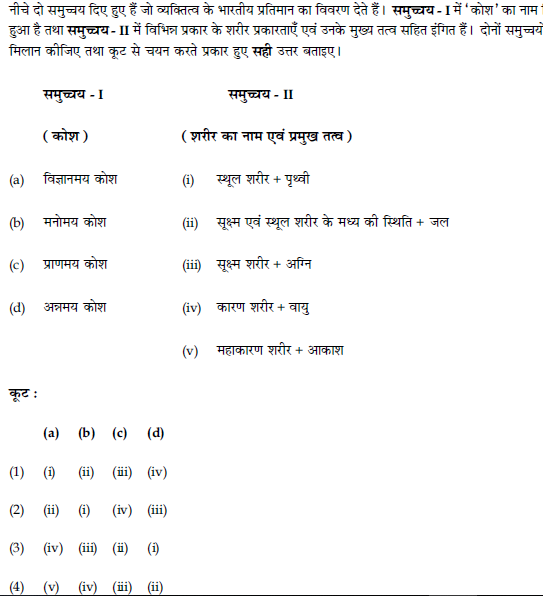 नीचे दो समुच्चय दिए हुए हैं जो व्यक्तित्व के भारतीय प्रतिमान का विवरण देते हैं। समुच्चय - I में 'कोश' का नाम
हुआ है तथा समुच्चय - II में विभिन्न प्रकार के शरीर प्रकारताएँ एवं उनके मुख्य तत्व सहित इंगित हैं। दोनों समुच्चयों
मिलान कीजिए तथा कूट से चयन करते प्रकार हुए सही उत्तर बताइए।
समुच्चय - I समुच्चय - II
( कोश ) ( शरीर का नाम एवं प्रमुख तत्व )
(a) विज्ञानमय कोश (i) स्थूल शरीर + पृथ्वी
(b) मनोमय कोश (ii) सूक्ष्म एवं स्थूल शरीर के मध्य की स्थिति + जल
(c) प्राणमय कोश (iii) सूक्ष्म शरीर + अग्नि
(d) अन्नमय कोश (iv) कारण शरीर + वायु
(v) महाकारण शरीर + आकाश
कूट :
(a) (b) (c) (d)
(1) (i) (ii) (iii) (iv)
(2) (ii) (i) (iv) (iii)
(3) (iv) (iii) (ii) (i)
(4) (v) (iv) (iii) (ii)